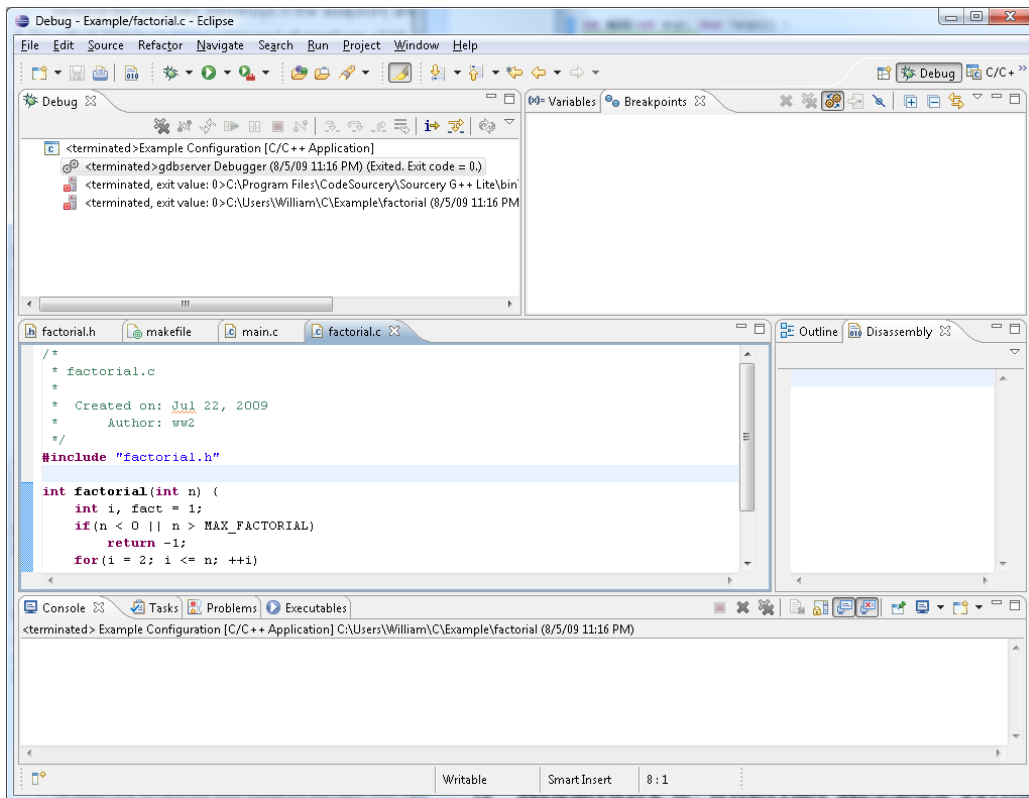 Debug - Example/factorial.c - Eclipse
File Edit Source Refactor Navigate Search Run Project Window Help
Debug C/C+ »
Debug
(x)= Variables Breakpoints
<terminated>Example Configuration [C/C++ Application]
<terminated>gdbserver Debugger (8/5/09 11:16 PM) (Exited. Exit code = 0.)
<terminated, exit value: 0>C:\Program Files\CodeSourcery\Sourcery G++ Lite\bin\
<terminated, exit value: 0>C:\Users\William\C\Example\factorial (8/5/09 11:16 PM
factorial.h makefile main.c factorial.c
Outline Disassembly
/*
 * factorial.c
 *
 *  Created on: Jul 22, 2009
 *      Author: ww2
 */
#include "factorial.h"
int factorial(int n) {
    int i, fact = 1;
    if(n < 0 || n > MAX_FACTORIAL)
        return -1;
    for(i = 2; i <= n; ++i)
Console Tasks Problems Executables
<terminated> Example Configuration [C/C++ Application] C:\Users\William\C\Example\factorial (8/5/09 11:16 PM)
Writable Smart Insert 8 : 1